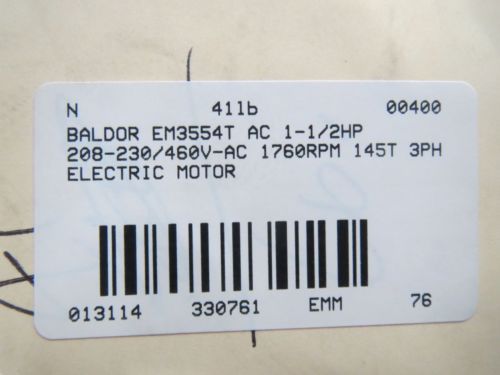 N 41lb 00400
BALDOR EM3554T AC 1-1/2HP
208-230/460V-AC 1760RPM 145T 3PH
ELECTRIC MOTOR
013114 330761 EMM 76